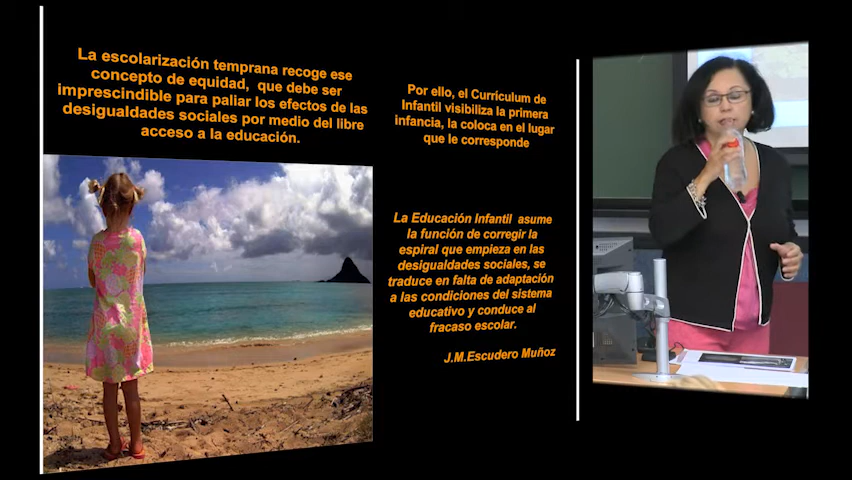 La escolarización temprana recoge ese
concepto de equidad, que debe ser
imprescindible para paliar los efectos de las
desigualdades sociales por medio del libre
acceso a la educación.
Por ello, el Curriculum de
Infantil visibiliza la primera
infancia, la coloca en el lugar
que le corresponde
La Educación Infantil asume
la función de corregir la
espiral que empieza en las
desigualdades sociales, se
traduce en falta de adaptación
a las condiciones del sistema
educativo y conduce al
fracaso escolar.
J.M.Escudero Muñoz